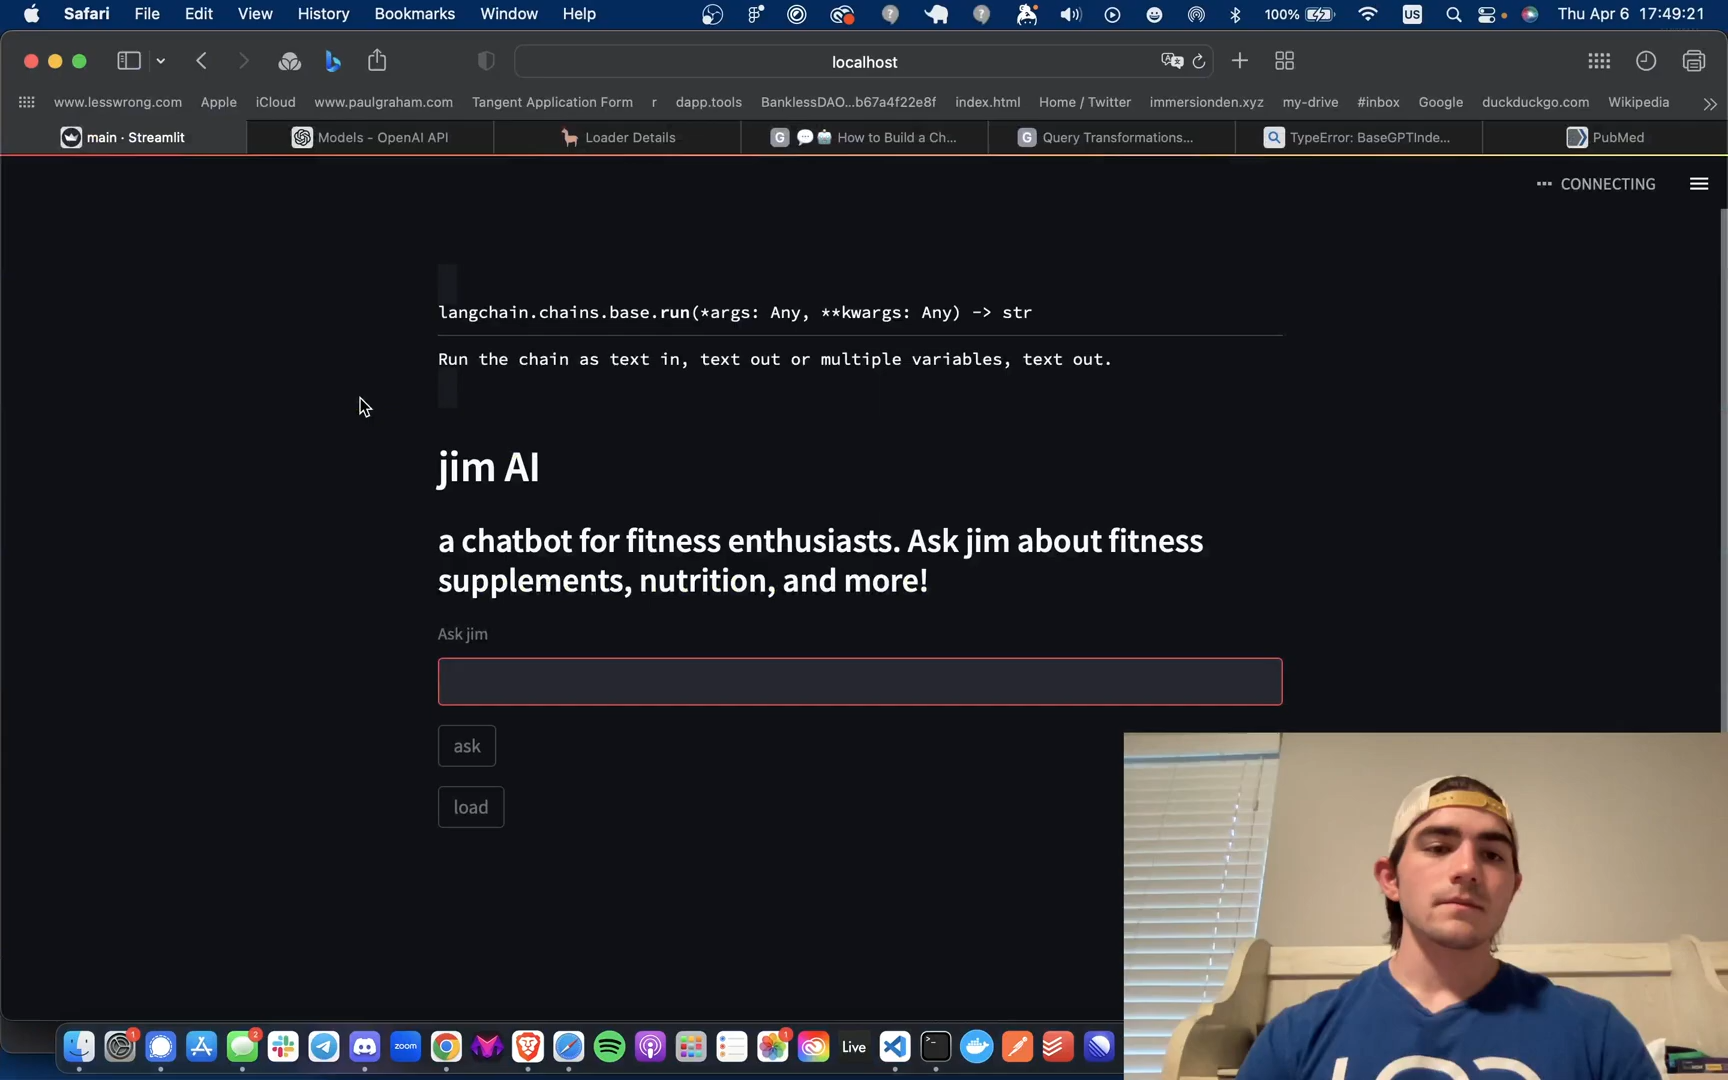 Safari File Edit View History Bookmarks Window Help 100% US Thu Apr 6 17:49:21
localhost
www.lesswrong.com Apple iCloud www.paulgraham.com Tangent Application Form r dapp.tools BanklessDAO...b67a4f22e8f index.html Home / Twitter immersionden.xyz my-drive #inbox Google duckduckgo.com Wikipedia
main · Streamlit Models - OpenAI API Loader Details G How to Build a Ch... G Query Transformations... TypeError: BaseGPTInde... PubMed
CONNECTING
langchain.chains.base.run(*args: Any, **kwargs: Any) -> str
Run the chain as text in, text out or multiple variables, text out.
jim AI
a chatbot for fitness enthusiasts. Ask jim about fitness
supplements, nutrition, and more!
Ask jim
ask
load
1 2 zoom 1 Live